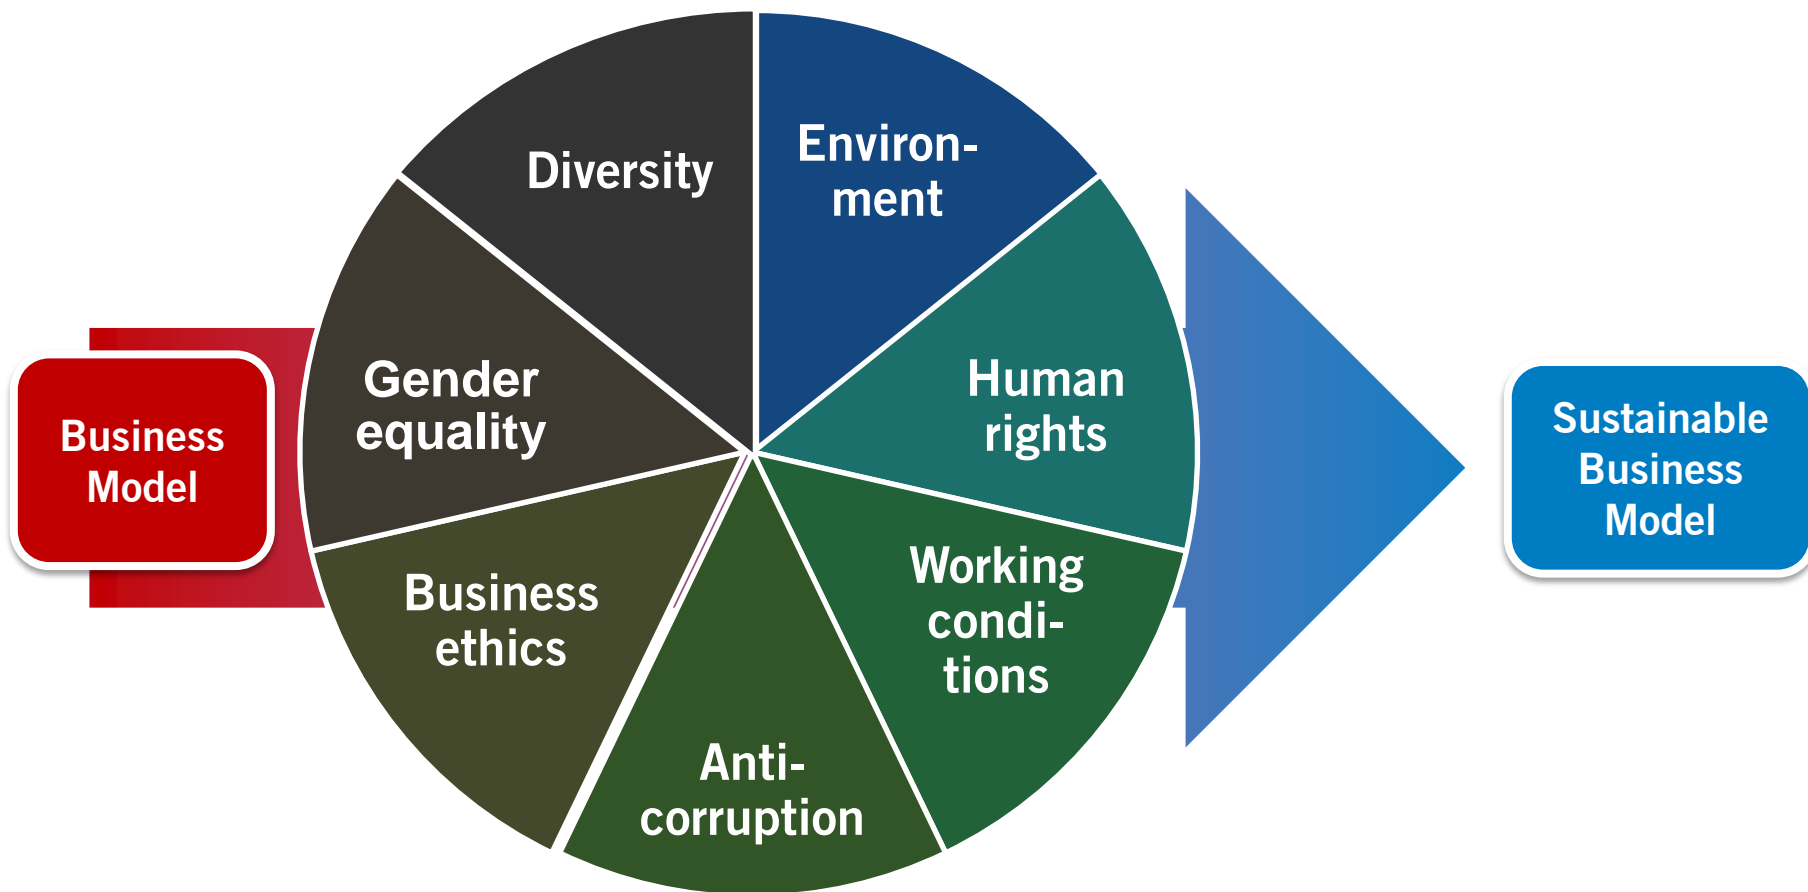 Diversity
Environ-
ment
Gender
equality
Human
rights
Business
Model
Sustainable
Business
Model
Business
ethics
Working
condi-
tions
Anti-
corruption